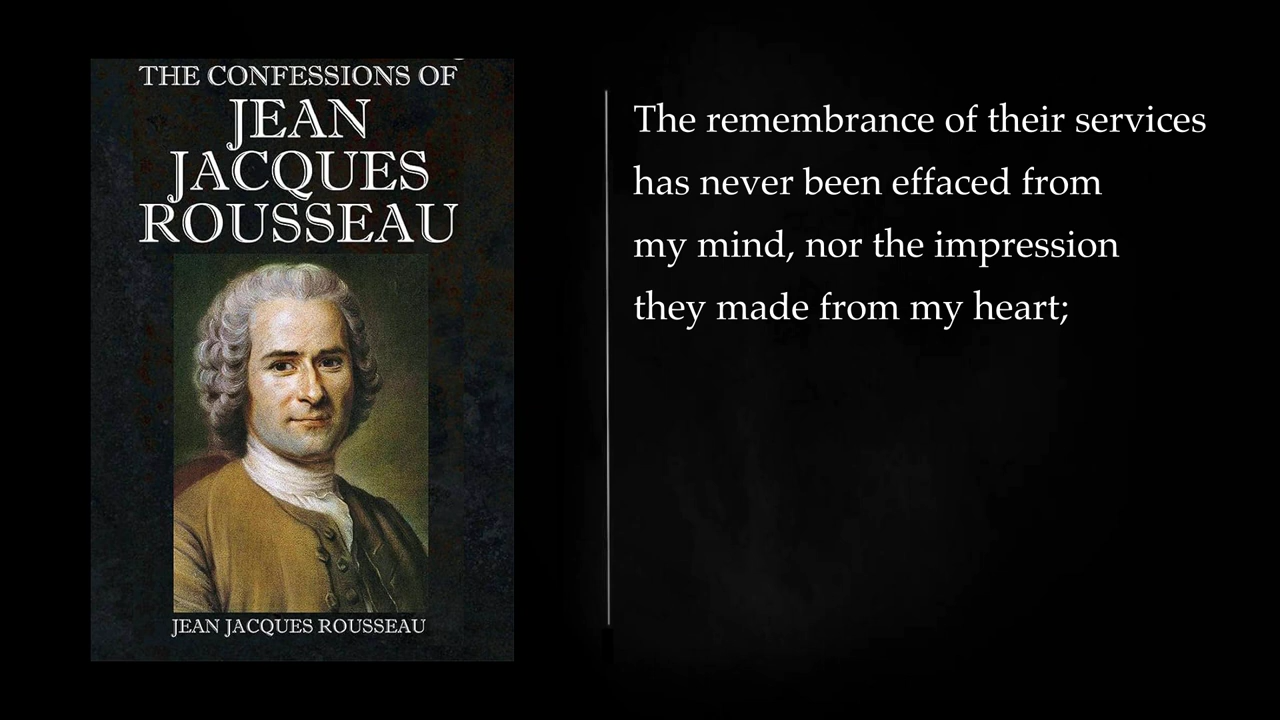 THE CONFESSIONS OF
JEAN
JACQUES
ROUSSEAU
JEAN JACQUES ROUSSEAU
The remembrance of their services
has never been effaced from
my mind, nor the impression
they made from my heart;